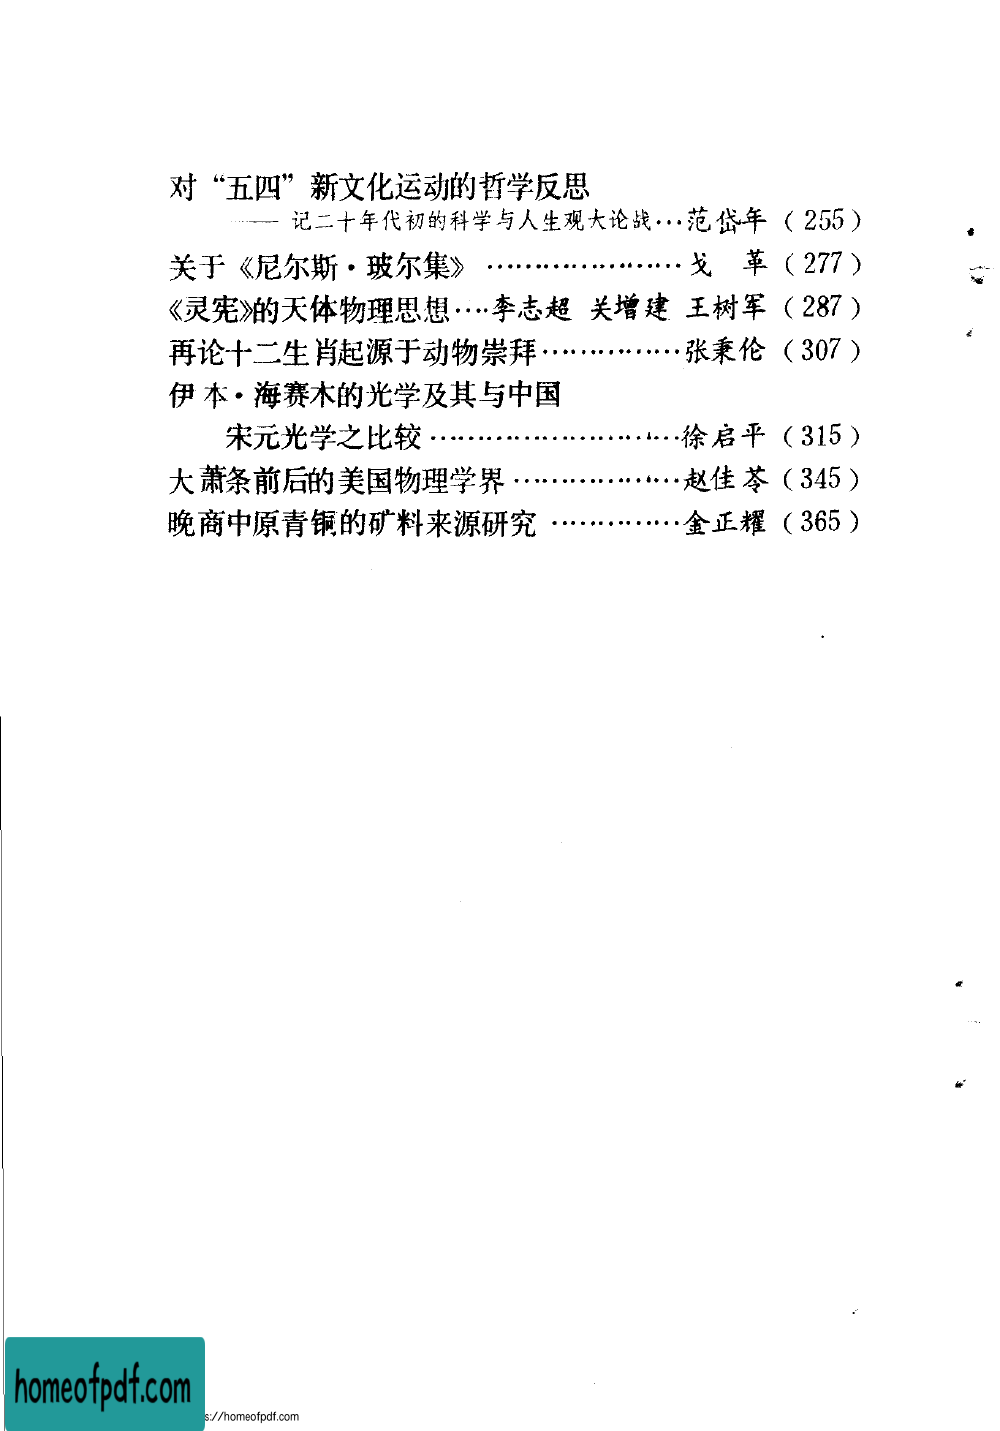 对“五四”新文化运动的哲学反思
——记二十年代初的科学与人生观大论战…范岱年（255）
关于《尼尔斯·玻尔集》…………………戈　革（277）
《灵宪》的天体物理思想……李志超　关增建　王树军（287）
再论十二生肖起源于动物崇拜……………张秉伦（307）
伊本·海赛木的光学及其与中国
宋元光学之比较………………………徐启平（315）
大萧条前后的美国物理学界………………赵佳苓（345）
晚商中原青铜的矿料来源研究……………金正耀（365）
homeofpdf.com
s://homeofpdf.com